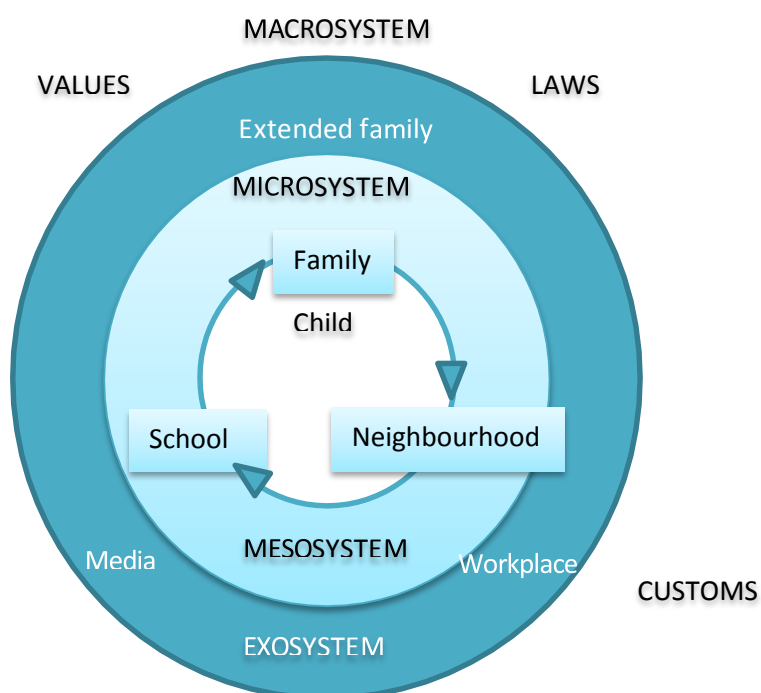 MACROSYSTEM
VALUES
LAWS
Extended family
MICROSYSTEM
Family
Child
School
Neighbourhood
MESOSYSTEM
Media
Workplace
CUSTOMS
EXOSYSTEM